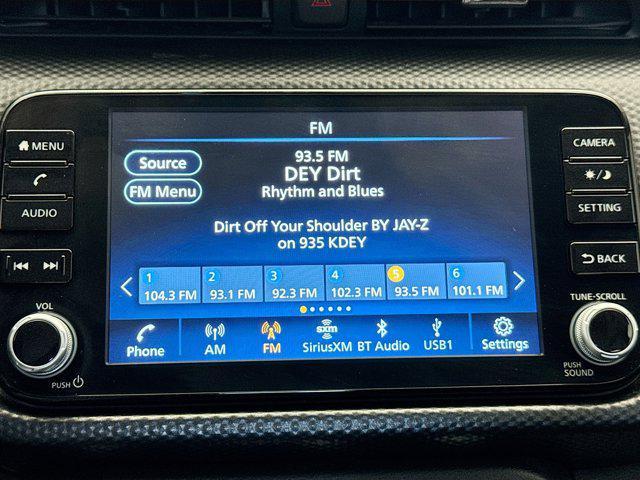 FM
Source
FM Menu
93.5 FM
DEY Dirt
Rhythm and Blues
Dirt Off Your Shoulder BY JAY-Z
on 935 KDEY
1 104.3 FM
2 93.1 FM
3 92.3 FM
4 102.3 FM
5 93.5 FM
6 101.1 FM
Phone
AM
FM
sxm
SiriusXM
BT Audio
USB1
Settings
MENU
AUDIO
VOL
PUSH
CAMERA
SETTING
BACK
TUNE-SCROLL
PUSH
SOUND